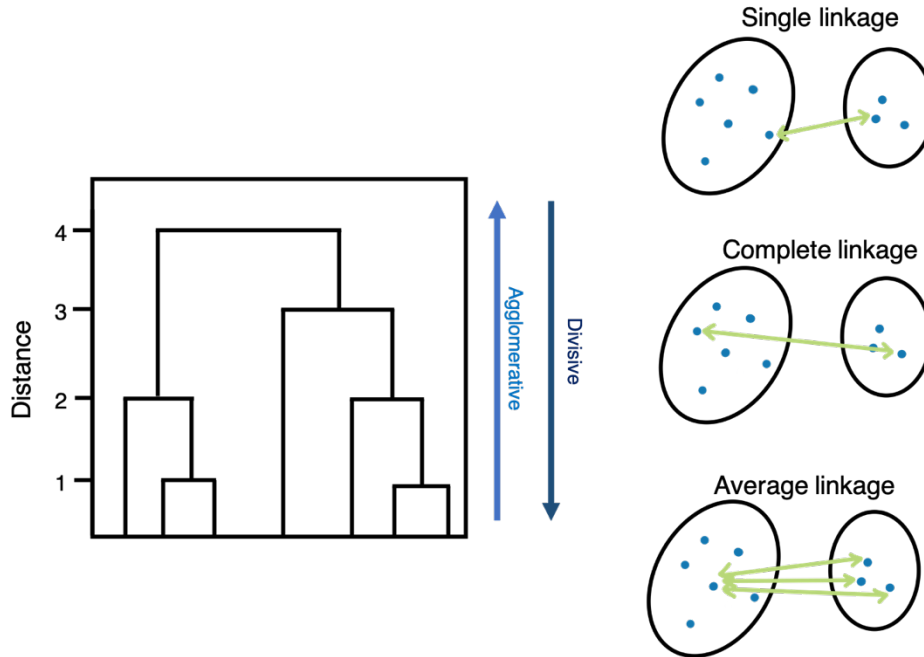 Single linkage
4
3
2
1
Distance
Agglomerative
Divisive
Complete linkage
Average linkage